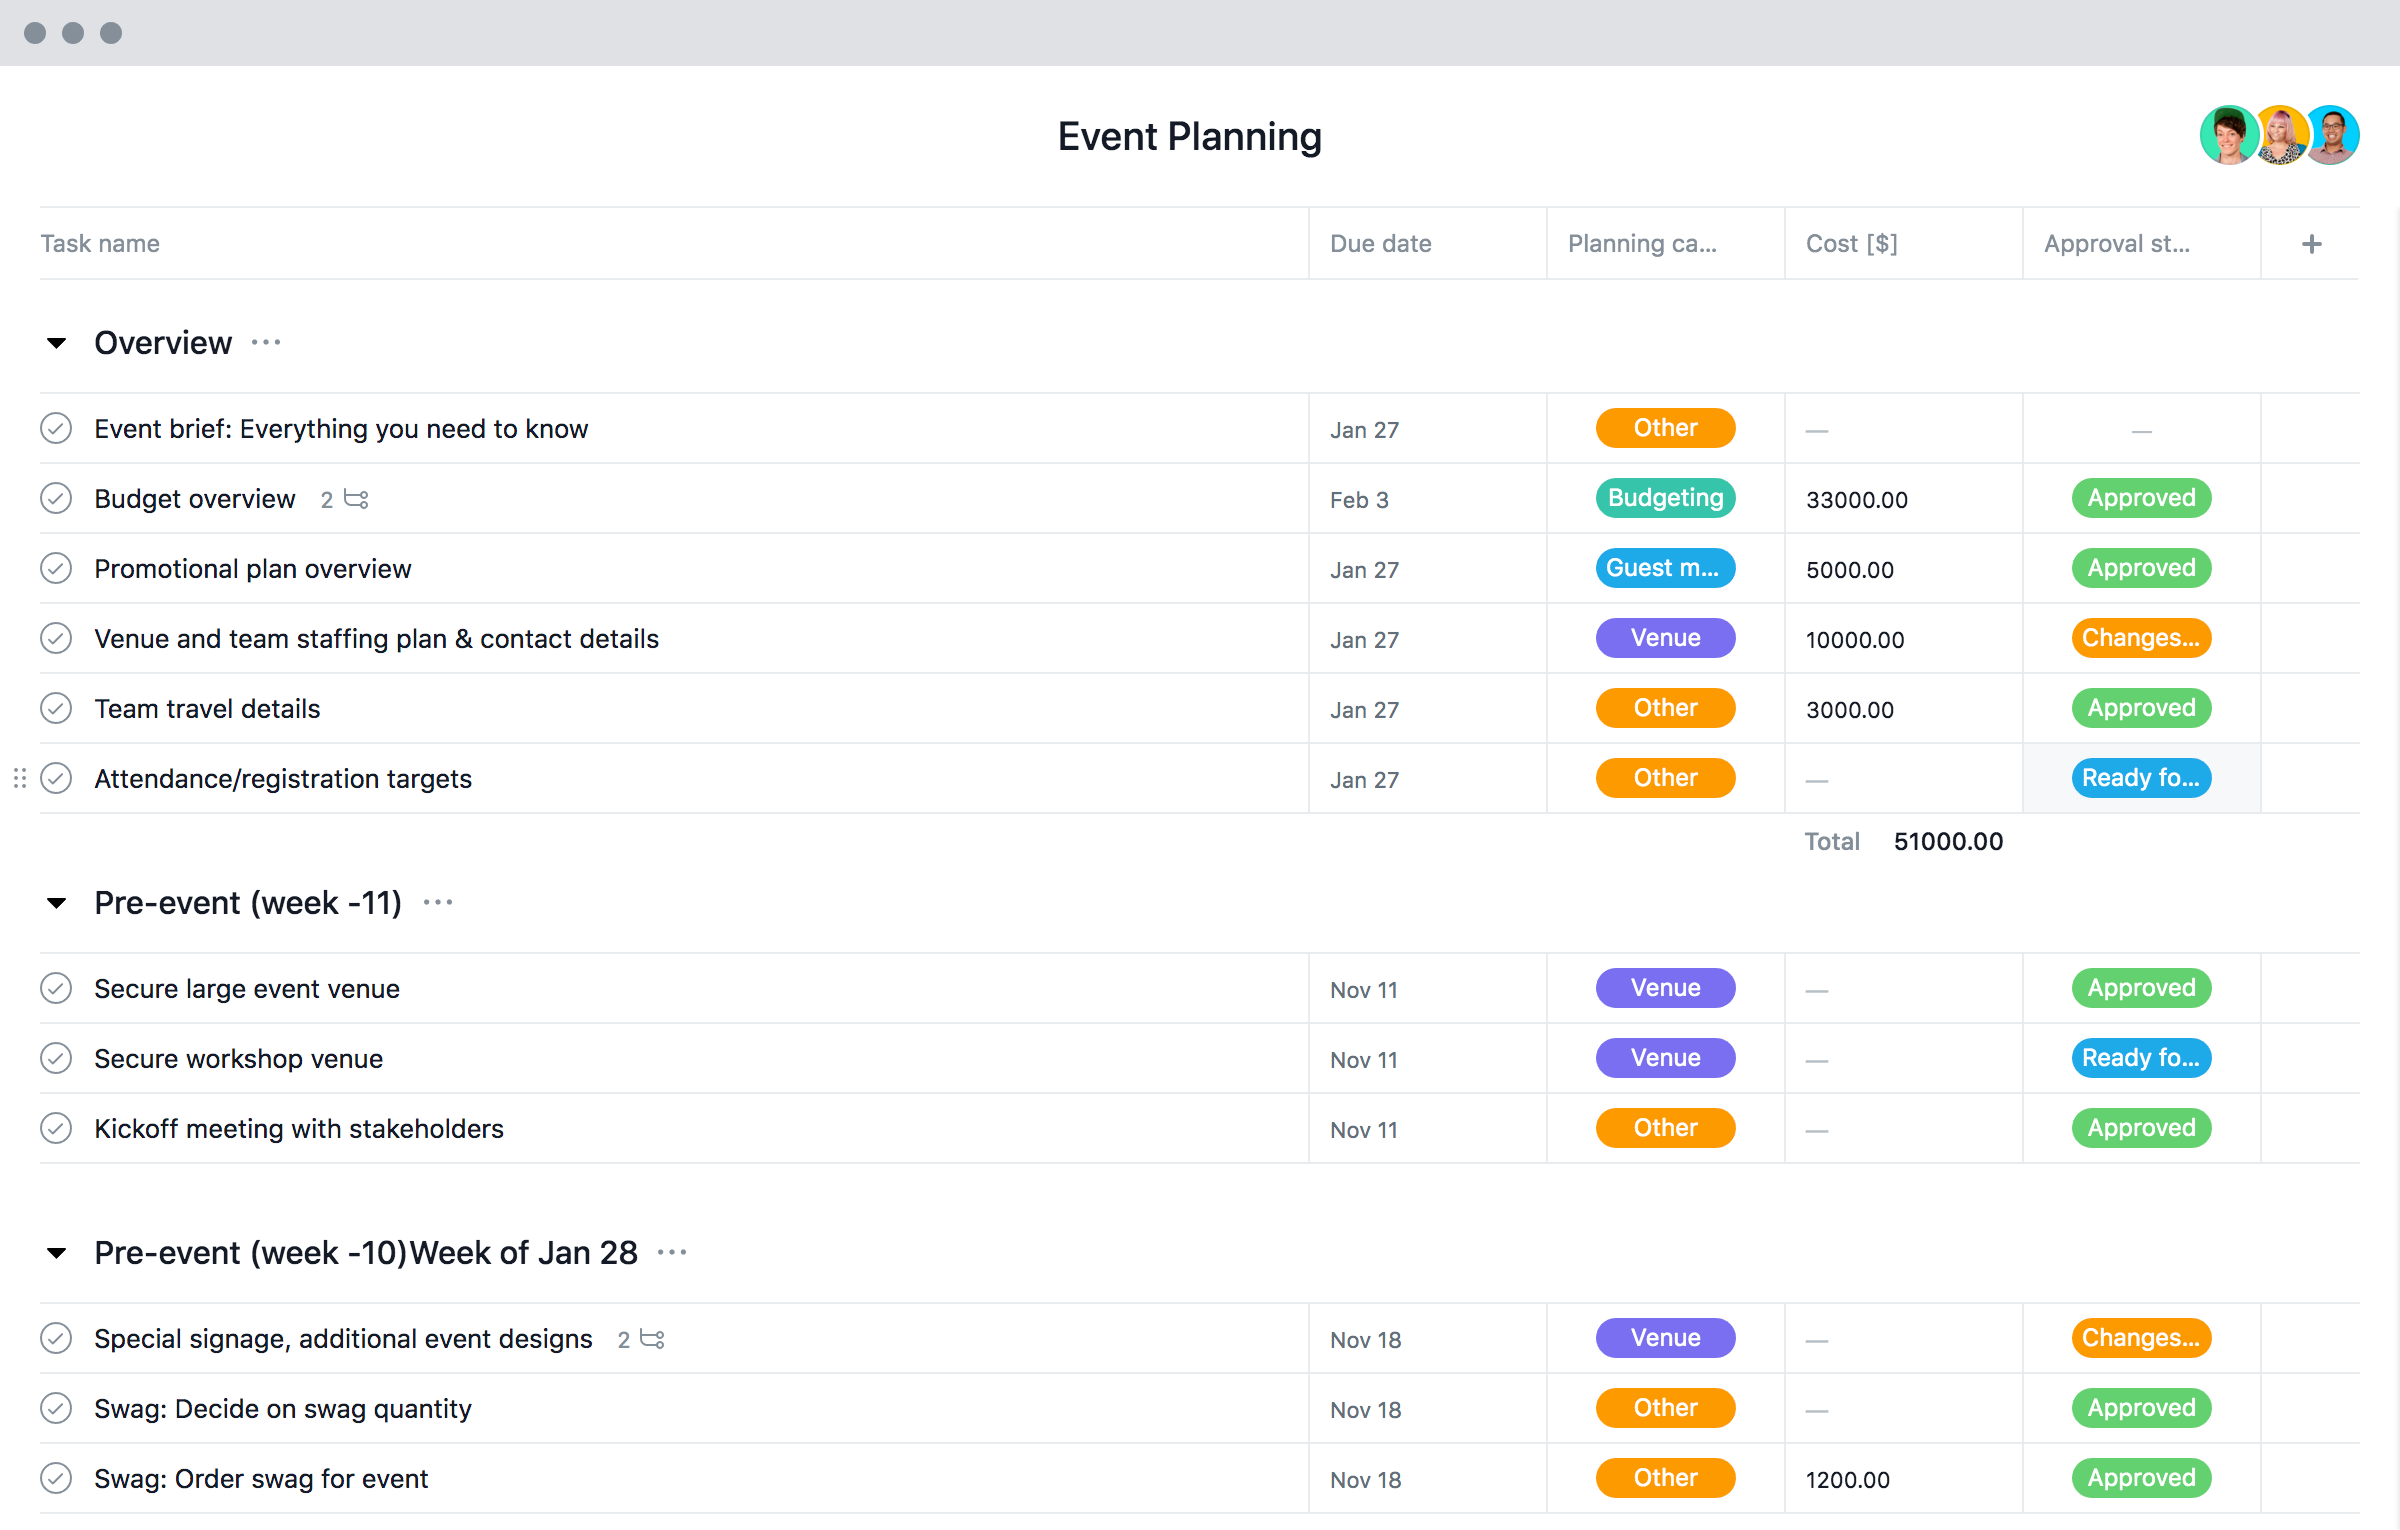 Event Planning
Task name Due date Planning ca... Cost [$] Approval st... +
Overview ...
Event brief: Everything you need to know Jan 27 Other — —
Budget overview 2 Feb 3 Budgeting 33000.00 Approved
Promotional plan overview Jan 27 Guest m... 5000.00 Approved
Venue and team staffing plan & contact details Jan 27 Venue 10000.00 Changes...
Team travel details Jan 27 Other 3000.00 Approved
Attendance/registration targets Jan 27 Other — Ready fo...
Total 51000.00
Pre-event (week -11) ...
Secure large event venue Nov 11 Venue — Approved
Secure workshop venue Nov 11 Venue — Ready fo...
Kickoff meeting with stakeholders Nov 11 Other — Approved
Pre-event (week -10)Week of Jan 28 ...
Special signage, additional event designs 2 Nov 18 Venue — Changes...
Swag: Decide on swag quantity Nov 18 Other — Approved
Swag: Order swag for event Nov 18 Other 1200.00 Approved